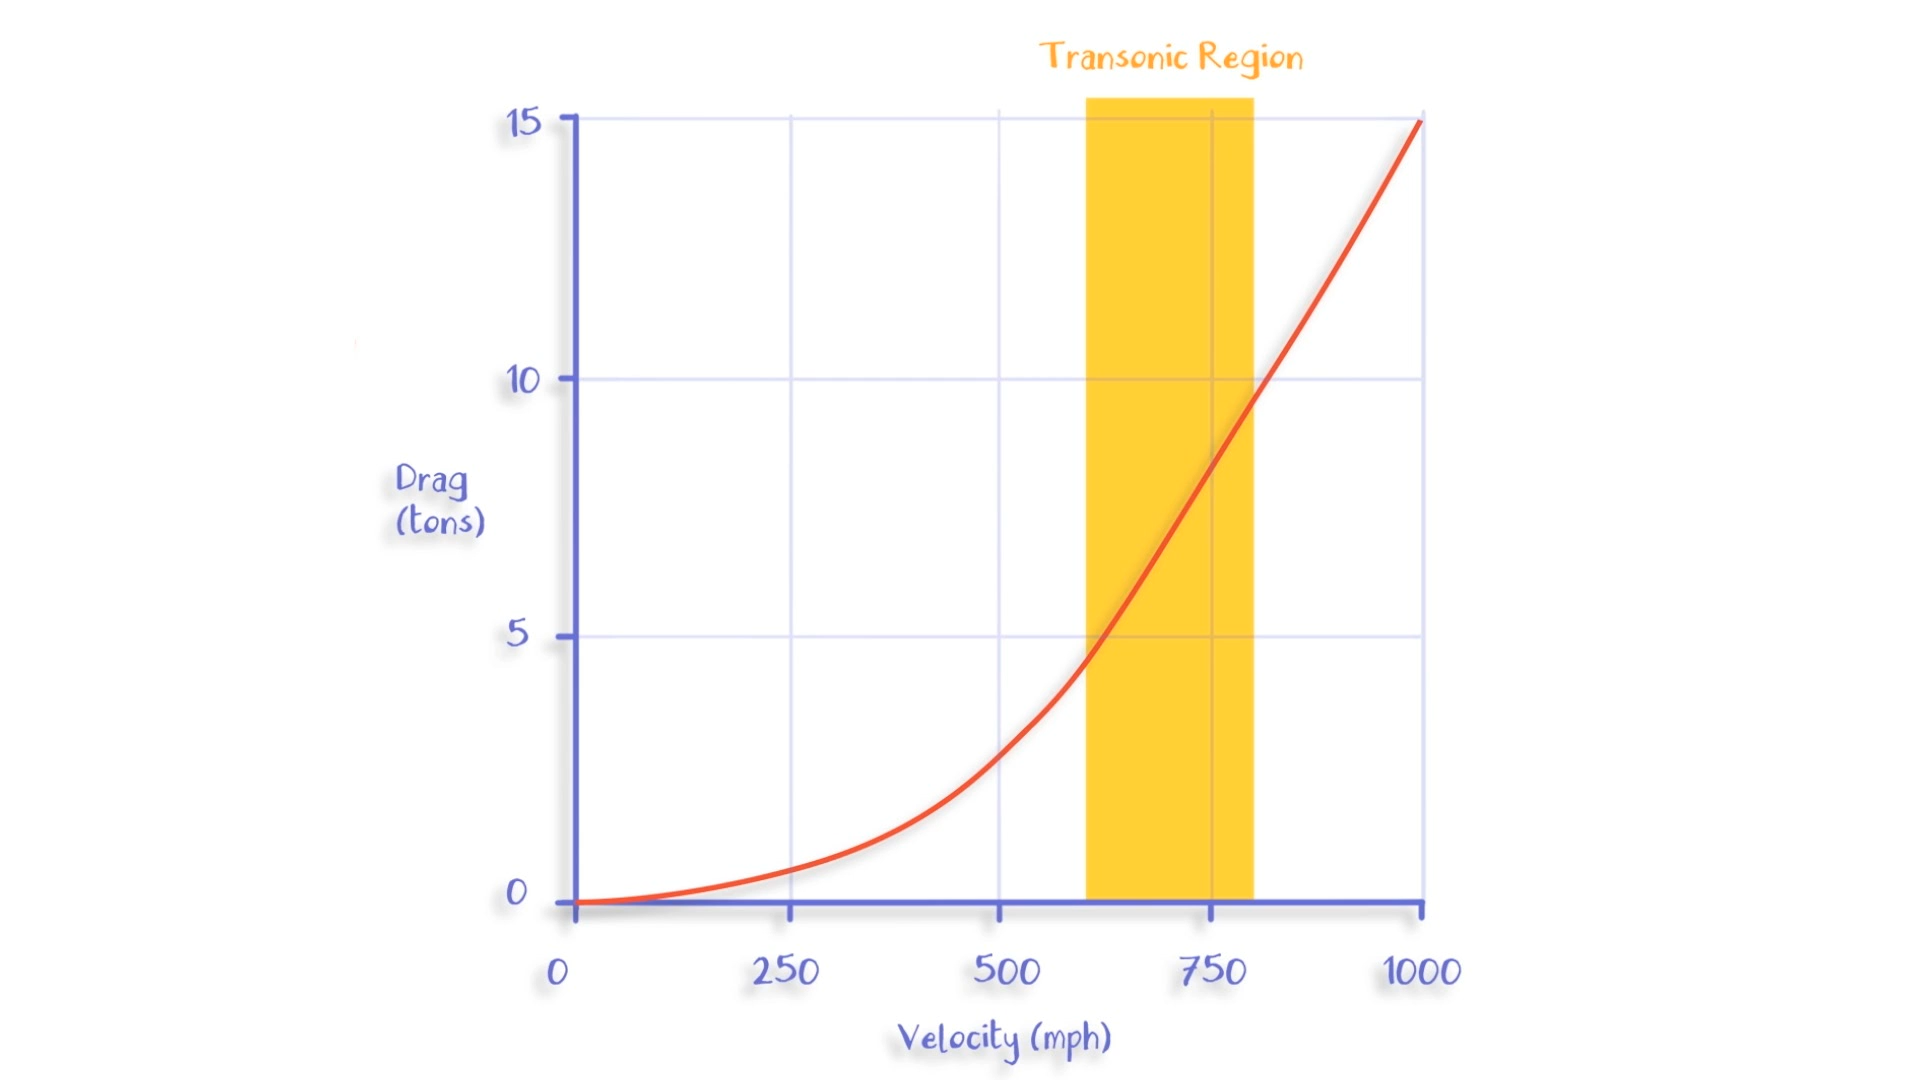 Transonic Region
15
10
Drag
(tons)
5
0
0 250 500 750 1000
Velocity (mph)